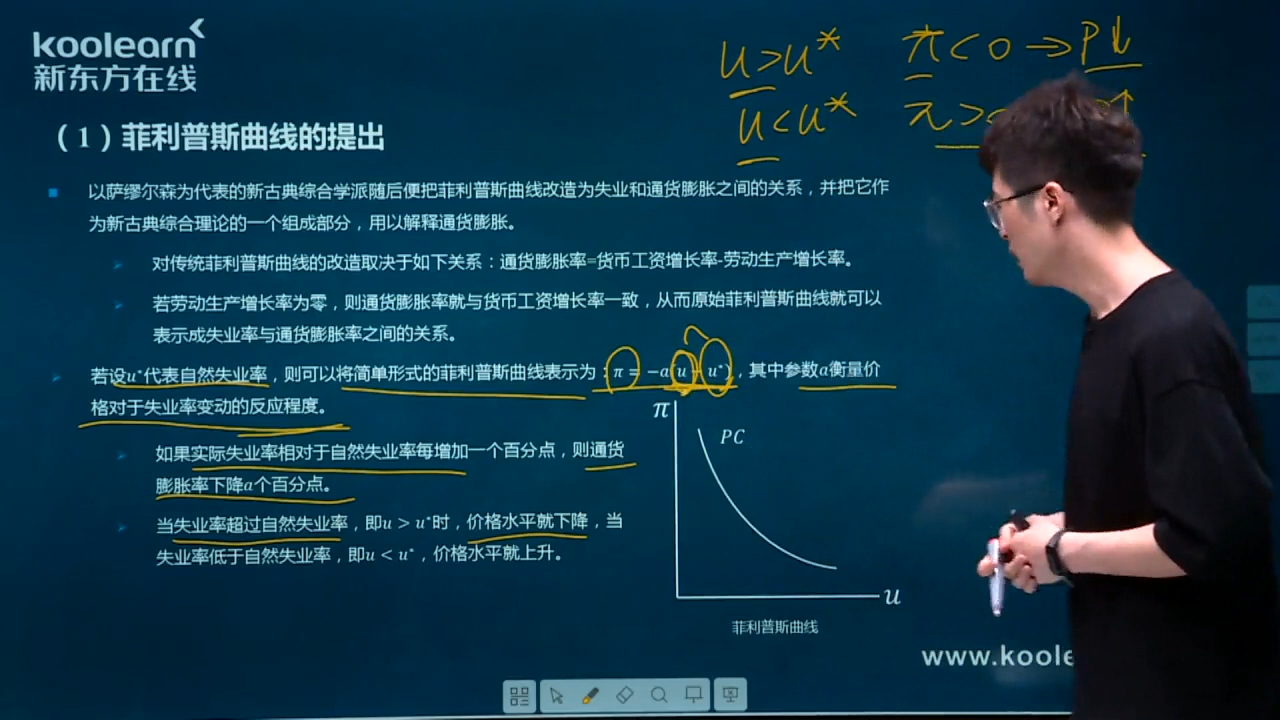 koolearn
新东方在线
u>u* π<0→P↓
u<u* π>
（1）菲利普斯曲线的提出
以萨缪尔森为代表的新古典综合学派随后便把菲利普斯曲线改造为失业和通货膨胀之间的关系，并把它作
为新古典综合理论的一个组成部分，用以解释通货膨胀。
对传统菲利普斯曲线的改造取决于如下关系：通货膨胀率=货币工资增长率-劳动生产增长率。
若劳动生产增长率为零，则通货膨胀率就与货币工资增长率一致，从而原始菲利普斯曲线就可以
表示成失业率与通货膨胀率之间的关系。
若设u*代表自然失业率，则可以将简单形式的菲利普斯曲线表示为：π=−a(u−u*)，其中参数a衡量价
格对于失业率变动的反应程度。
如果实际失业率相对于自然失业率每增加一个百分点，则通货
膨胀率下降a个百分点。
当失业率超过自然失业率，即u>u*时，价格水平就下降，当
失业率低于自然失业率，即u<u*，价格水平就上升。
π
PC
u
菲利普斯曲线
www.koole